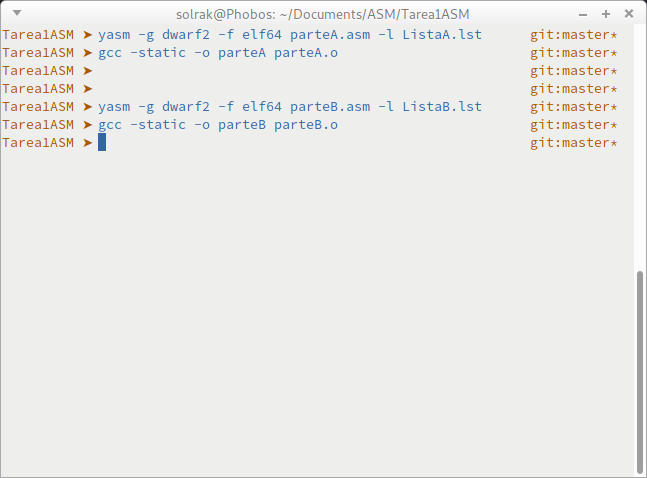 solrak@Phobos: ~/Documents/ASM/Tarea1ASM
Tarea1ASM ➤ yasm -g dwarf2 -f elf64 parteA.asm -l ListaA.lst git:master*
Tarea1ASM ➤ gcc -static -o parteA parteA.o git:master*
Tarea1ASM ➤ git:master*
Tarea1ASM ➤ git:master*
Tarea1ASM ➤ yasm -g dwarf2 -f elf64 parteB.asm -l ListaB.lst git:master*
Tarea1ASM ➤ gcc -static -o parteB parteB.o git:master*
Tarea1ASM ➤ git:master*